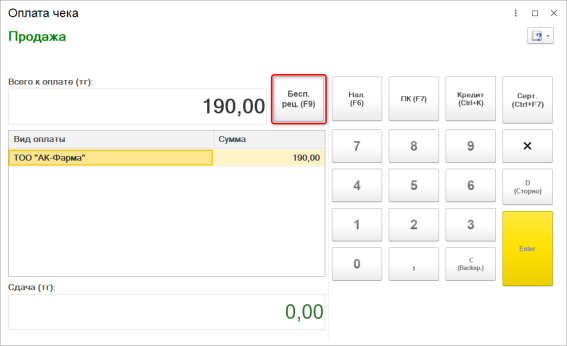 Оплата чека
Продажа
?
Всего к оплате (тг):
190,00
Бесп.
рец. (F9)
Нал.
(F6)
ПК (F7)
Кредит
(Ctrl+K)
Серт.
(Ctrl+F7)
Вид оплаты Сумма
ТОО "АК-Фарма" 190,00
7 8 9
4 5 6 D
(Сторно)
1 2 3 Enter
0 , C
(Backsp.)
Сдача (тг):
0,00